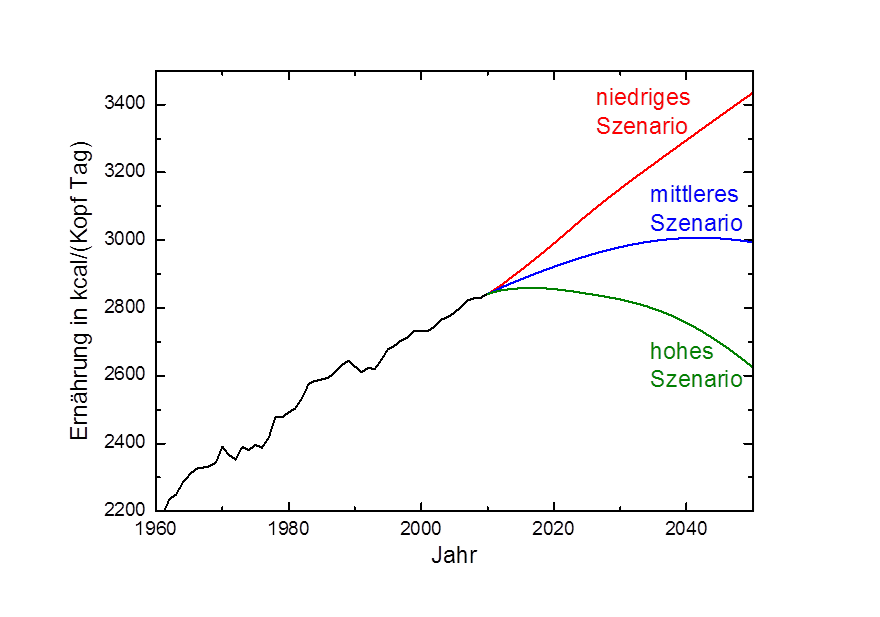 3400
3200
3000
2800
2600
2400
2200
Ernährung in kcal/(Kopf Tag)
niedriges
Szenario
mittleres
Szenario
hohes
Szenario
1960
1980
2000
2020
2040
Jahr